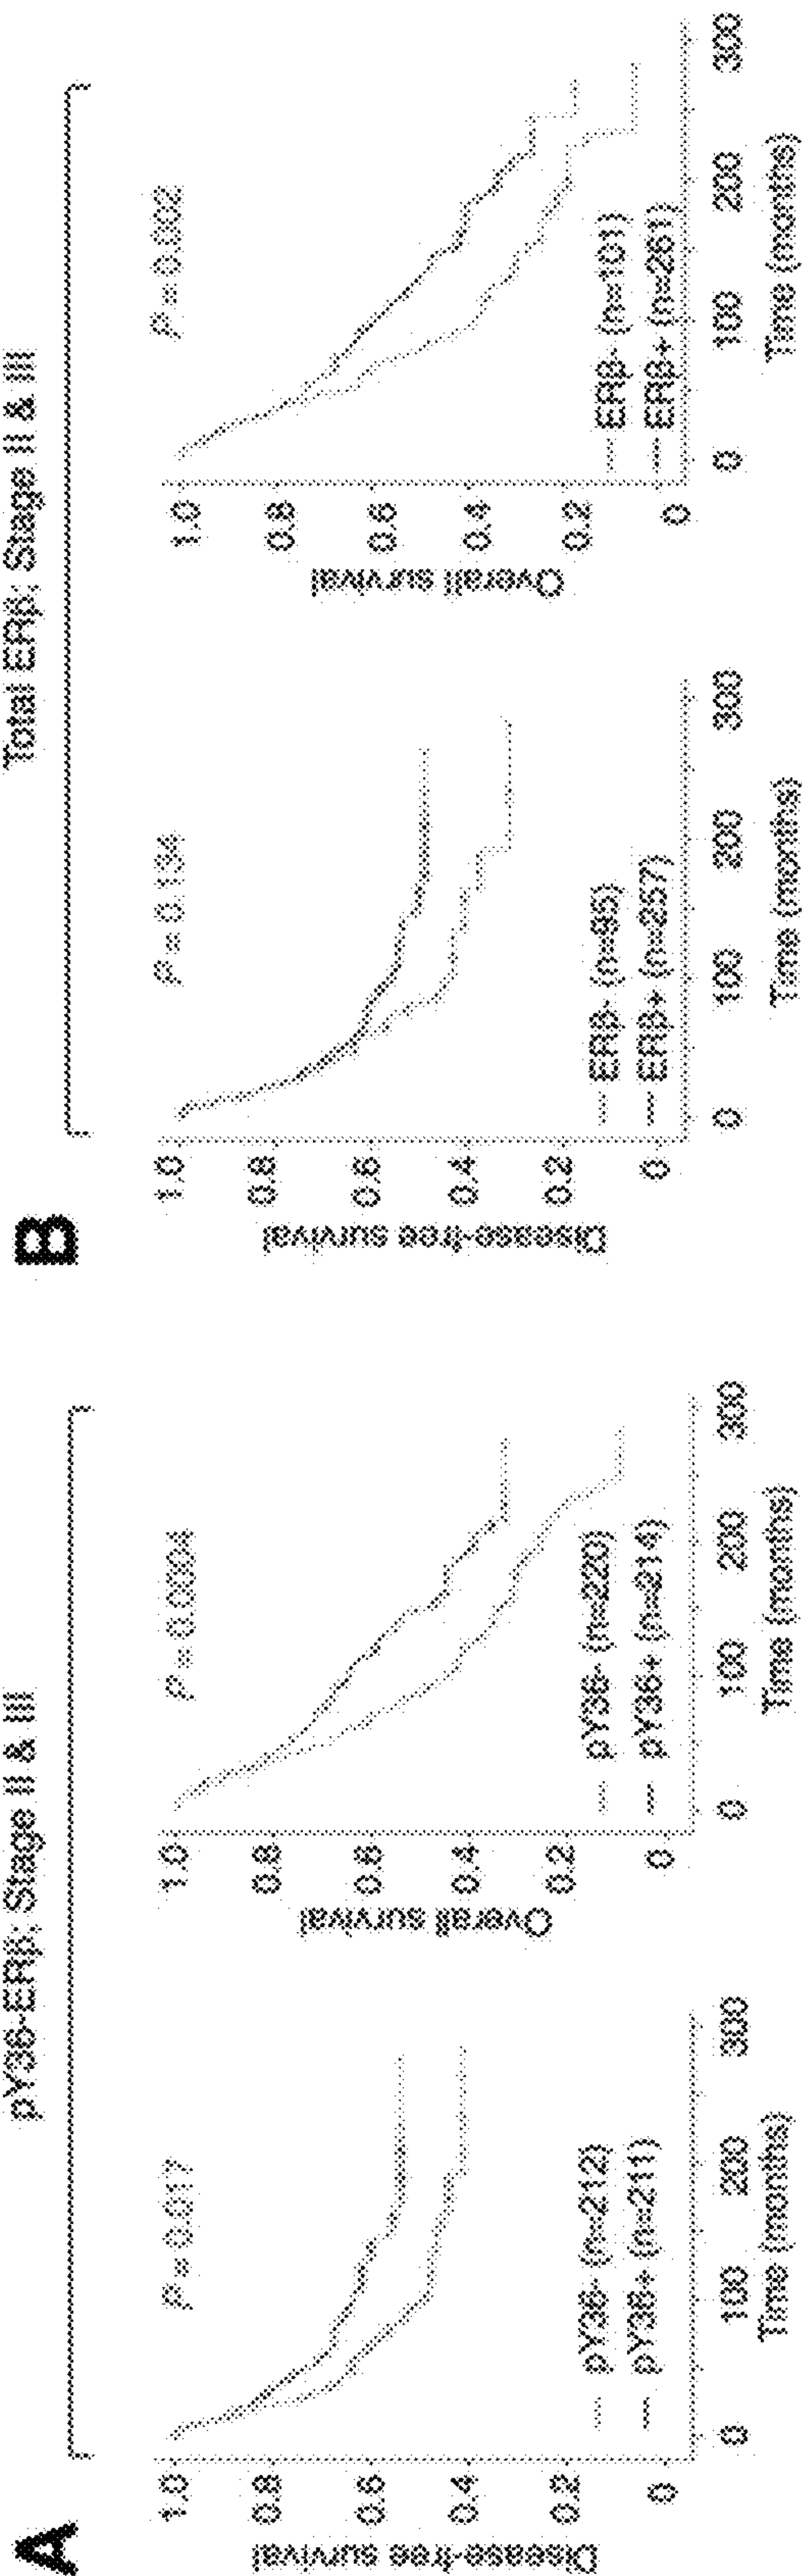 A
pY36-ERβ; Stage II & III
P = 0.017
Disease-free survival
1.0
0.8
0.6
0.4
0.2
0
pY36- (n=212)
pY36+ (n=211)
0 100 200 300
Time (months)
P = 0.0004
Overall survival
1.0
0.8
0.6
0.4
0.2
0
pY36- (n=220)
pY36+ (n=214)
0 100 200 300
Time (months)
B
Total ERβ; Stage II & III
P = 0.134
Disease-free survival
1.0
0.8
0.6
0.4
0.2
0
ERβ- (n=95)
ERβ+ (n=257)
0 100 200 300
Time (months)
P = 0.002
Overall survival
1.0
0.8
0.6
0.4
0.2
0
ERβ- (n=101)
ERβ+ (n=261)
0 100 200 300
Time (months)